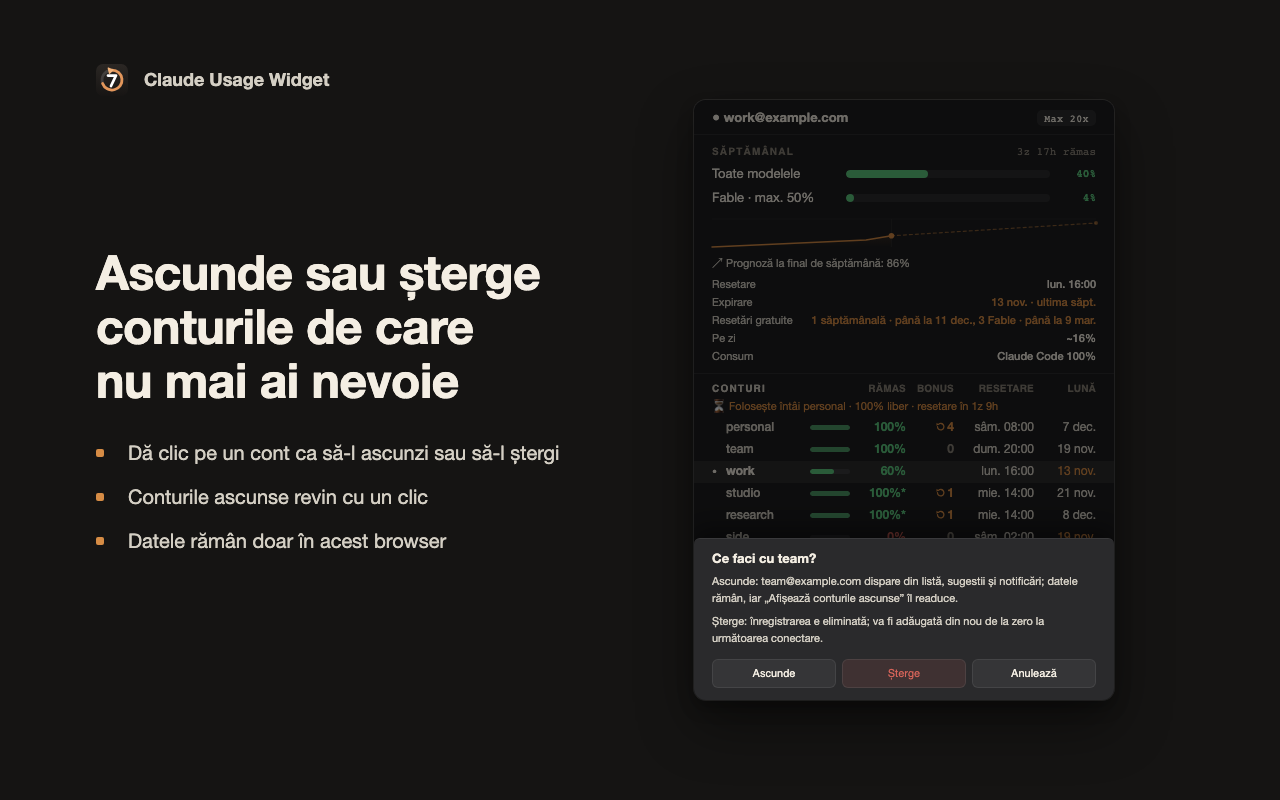 7 Claude Usage Widget
Ascunde sau șterge
conturile de care
nu mai ai nevoie
Dă clic pe un cont ca să-l ascunzi sau să-l ștergi
Conturile ascunse revin cu un clic
Datele rămân doar în acest browser
work@example.com Max 20x
SĂPTĂMÂNAL 3z 17h rămas
Toate modelele 40%
Fable · max. 50% 4%
Prognoză la final de săptămână: 86%
Resetare lun. 16:00
Expirare 13 nov. · ultima săpt.
Resetări gratuite 1 săptămânală · până la 11 dec., 3 Fable · până la 9 mar.
Pe zi ~16%
Consum Claude Code 100%
CONTURI RĂMAS BONUS RESETARE LUNĂ
⏳ Folosește întâi personal · 100% liber · resetare în 1z 9h
personal 100% 4 sâm. 08:00 7 dec.
team 100% 0 dum. 20:00 19 nov.
work 60% lun. 16:00 13 nov.
studio 100%* 1 mie. 14:00 21 nov.
research 100%* 1 mie. 14:00 8 dec.
side 0% 0 sâm. 02:00 19 nov.
Ce faci cu team?
Ascunde: team@example.com dispare din listă, sugestii și notificări; datele
rămân, iar „Afișează conturile ascunse” îl readuce.
Șterge: înregistrarea e eliminată; va fi adăugată din nou de la zero la
următoarea conectare.
Ascunde Șterge Anulează